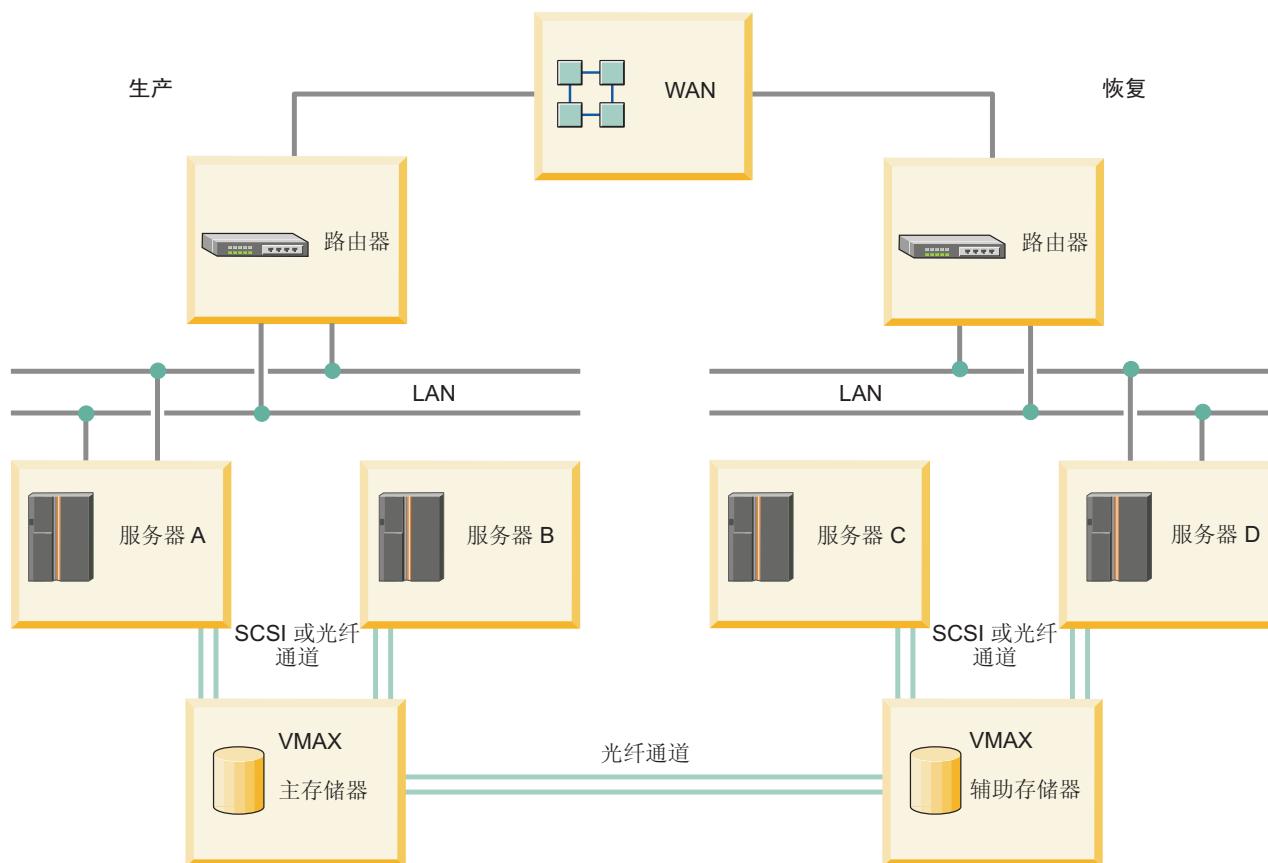 生产
WAN
恢复
路由器
路由器
LAN
LAN
服务器 A
服务器 B
服务器 C
服务器 D
SCSI 或光纤
通道
SCSI 或光纤
通道
VMAX
主存储器
光纤通道
VMAX
辅助存储器